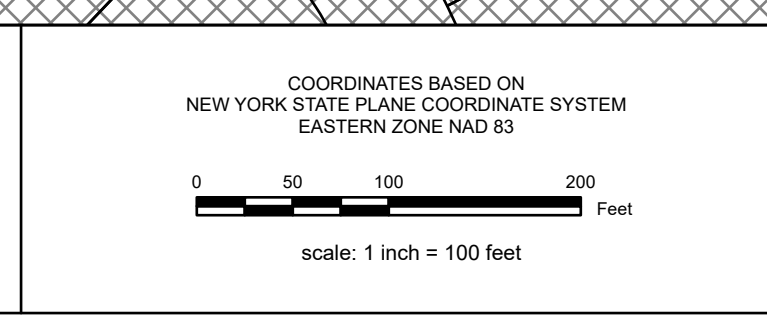 COORDINATES BASED ON
NEW YORK STATE PLANE COORDINATE SYSTEM
EASTERN ZONE NAD 83
0 50 100 200
Feet
scale: 1 inch = 100 feet